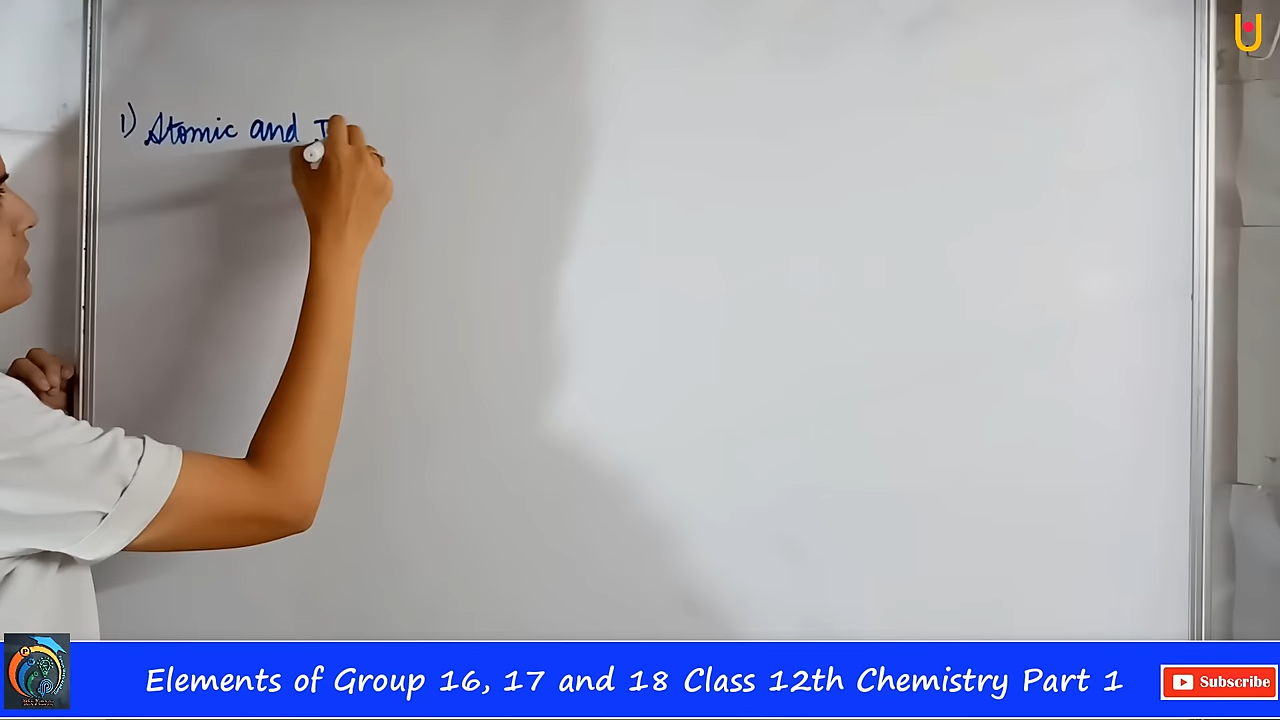 1) Atomic and I
Elements of Group 16, 17 and 18 Class 12th Chemistry Part 1
Subscribe